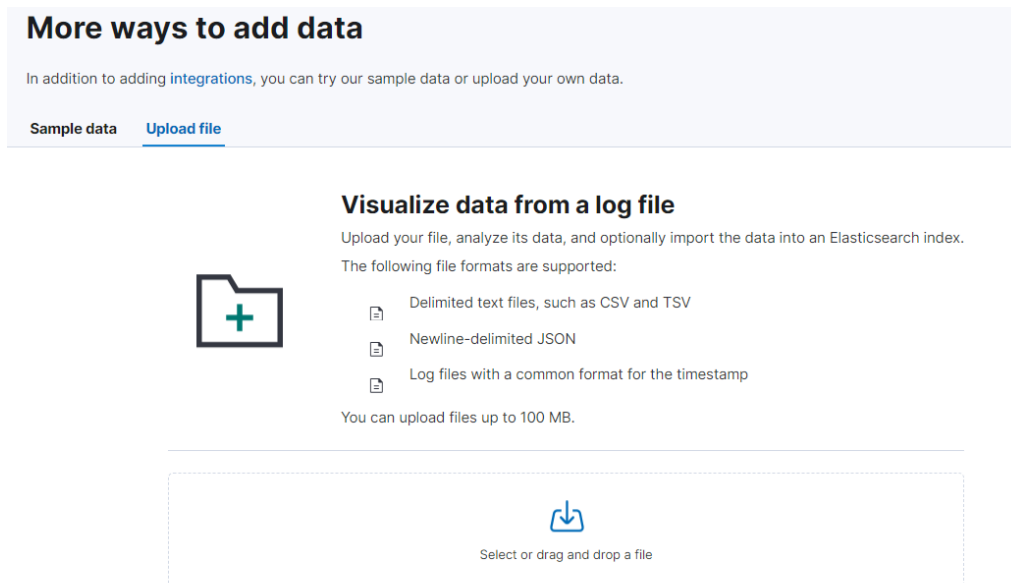 More ways to add data
In addition to adding integrations, you can try our sample data or upload your own data.
Sample data Upload file
Visualize data from a log file
Upload your file, analyze its data, and optionally import the data into an Elasticsearch index.
The following file formats are supported:
Delimited text files, such as CSV and TSV
Newline-delimited JSON
Log files with a common format for the timestamp
You can upload files up to 100 MB.
Select or drag and drop a file